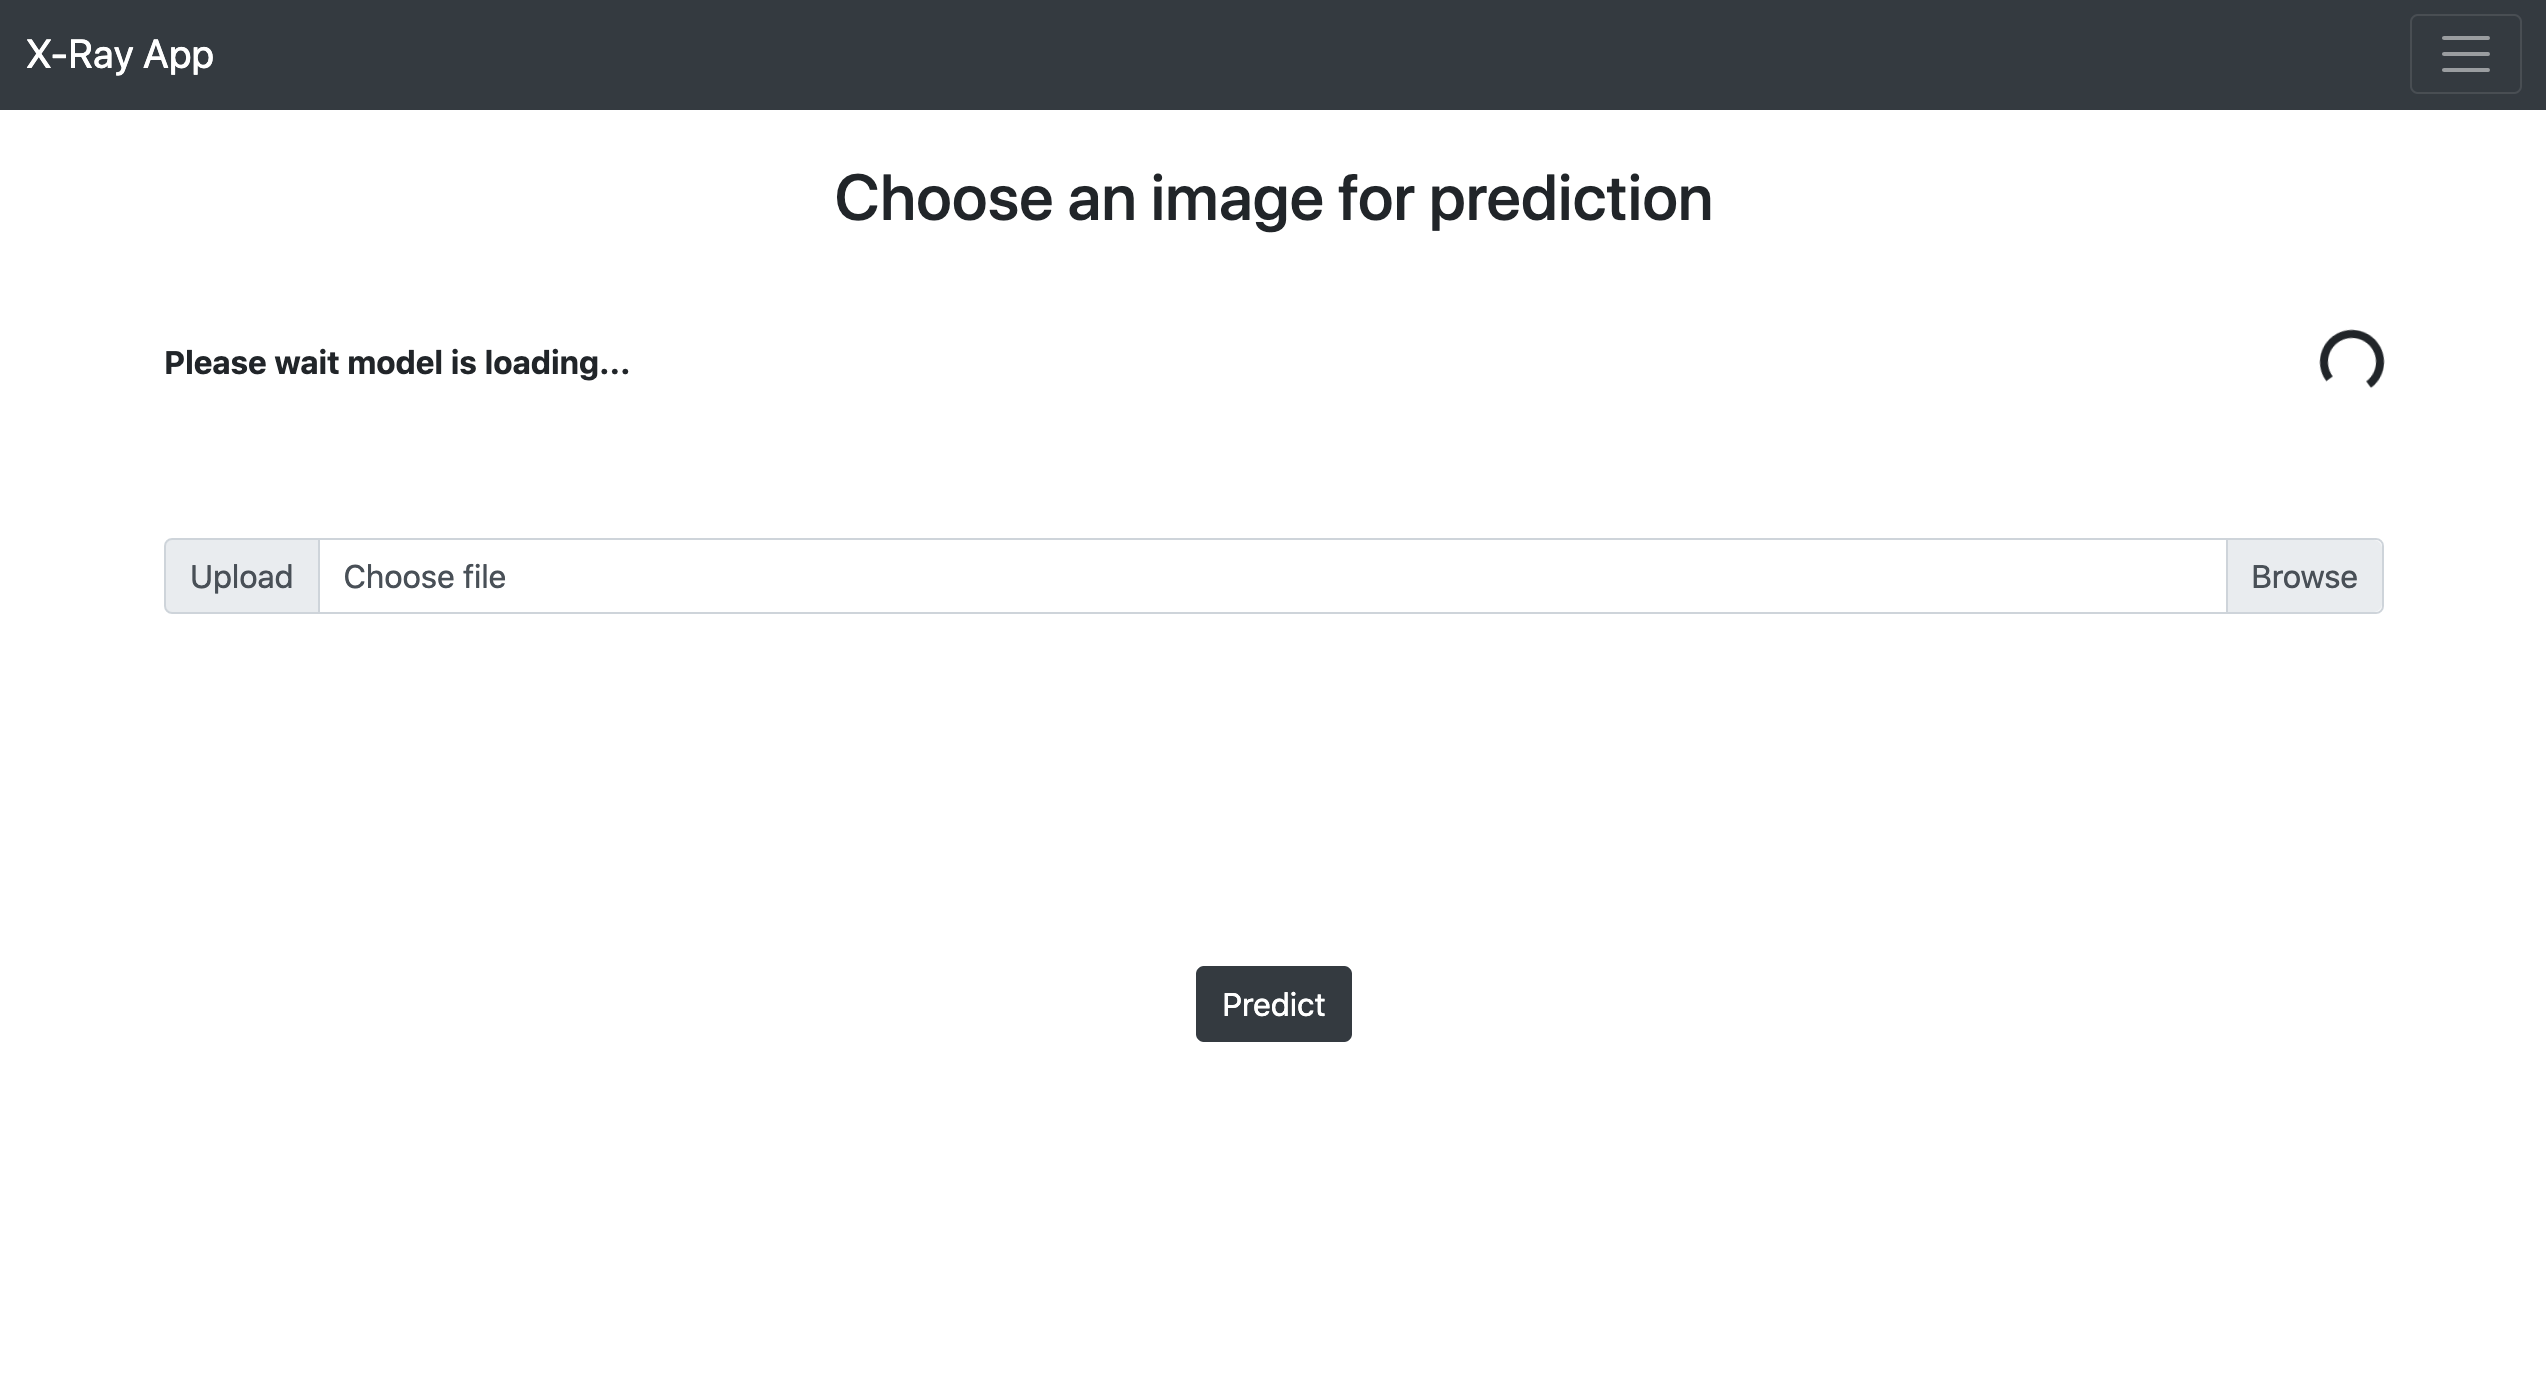 X-Ray App
Choose an image for prediction
Please wait model is loading...
Upload Choose file Browse
Predict